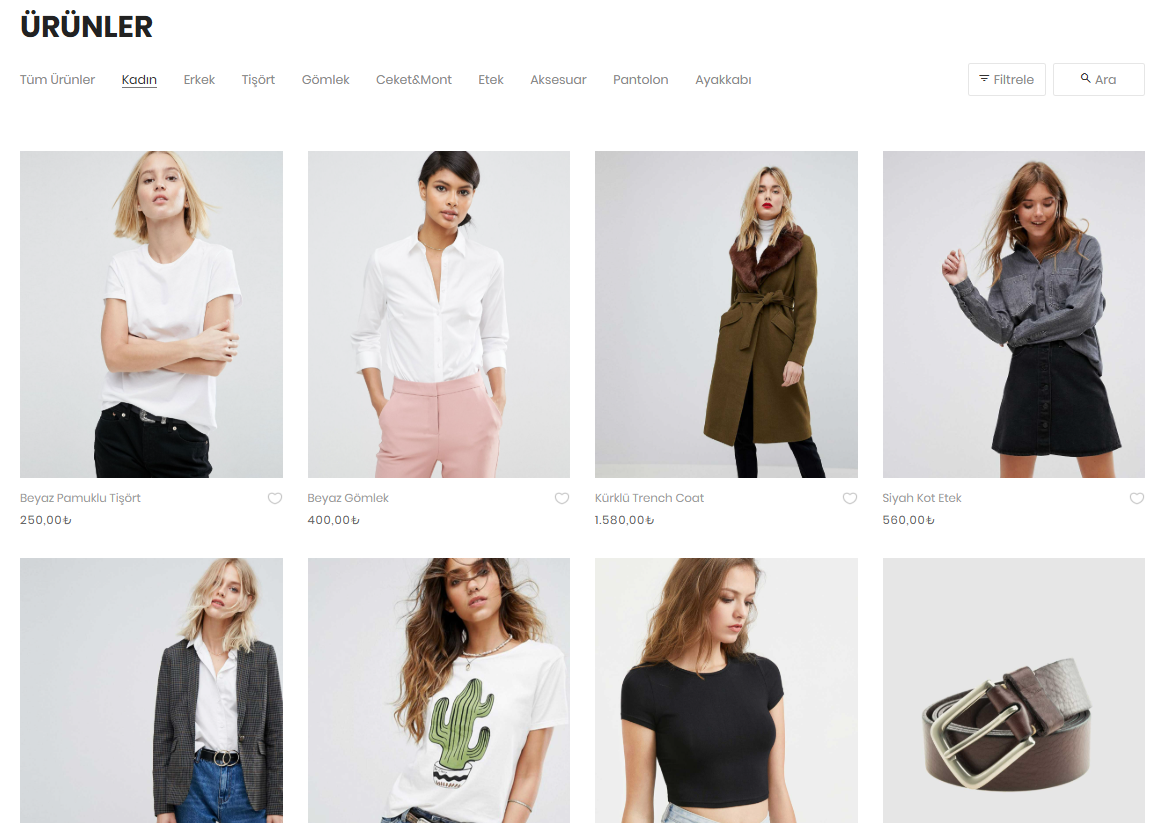 ÜRÜNLER
Tüm Ürünler Kadın Erkek Tişört Gömlek Ceket&Mont Etek Aksesuar Pantolon Ayakkabı Filtrele Ara
Beyaz Pamuklu Tişört
250,00₺
Beyaz Gömlek
400,00₺
Kürklü Trench Coat
1.580,00₺
Siyah Kot Etek
560,00₺